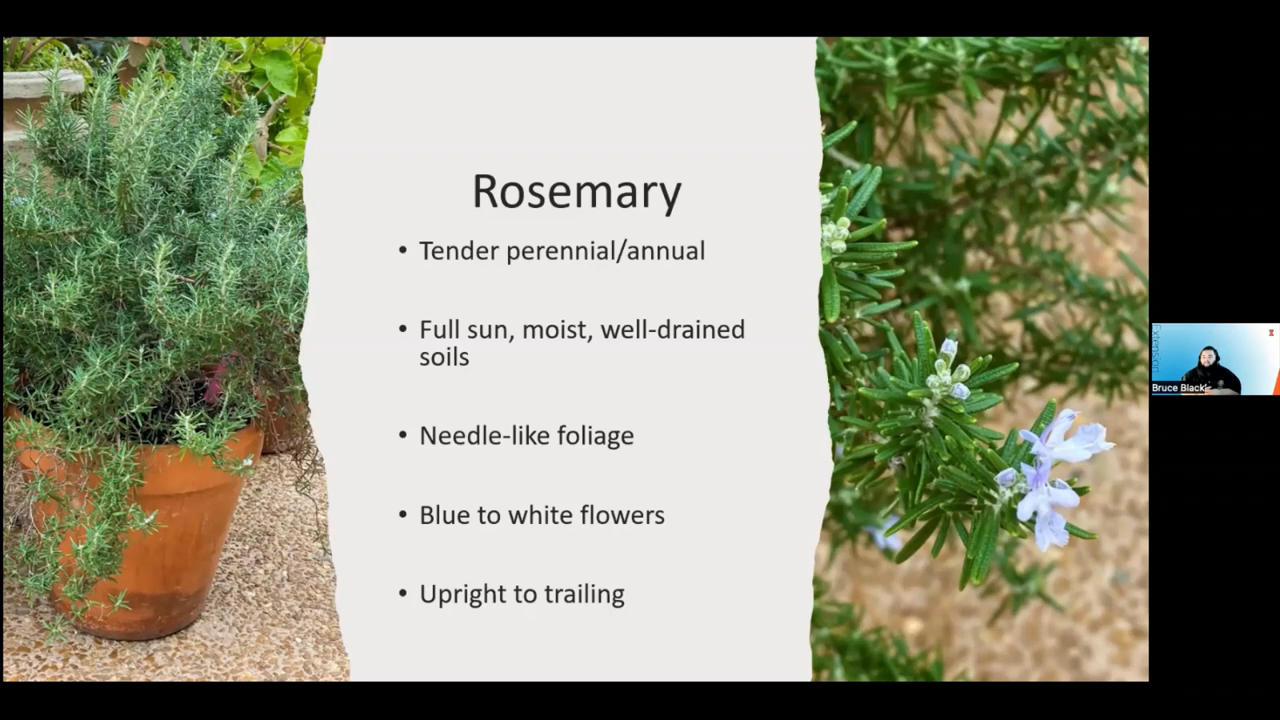 Rosemary
• Tender perennial/annual
• Full sun, moist, well-drained
soils
• Needle-like foliage
• Blue to white flowers
• Upright to trailing
Extension
Bruce Black